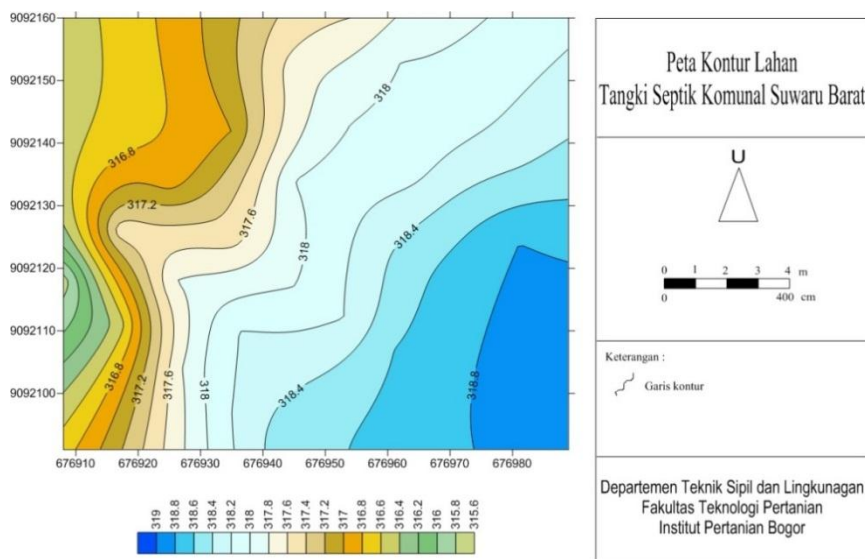 9092160
9092150
9092140
9092130
9092120
9092110
9092100
676910 676920 676930 676940 676950 676960 676970 676980
316.8
317.2
317.6
318
318
318.4
316.8
317.2
317.6
318
318.4
318.8
319 318.8 318.6 318.4 318.2 318 317.8 317.6 317.4 317.2 317 316.8 316.6 316.4 316.2 316 315.8 315.6
Peta Kontur Lahan
Tangki Septik Komunal Suwaru Barat
U
0 1 2 3 4 m
0 400 cm
Keterangan :
Garis kontur
Departemen Teknik Sipil dan Lingkunagan
Fakultas Teknologi Pertanian
Institut Pertanian Bogor